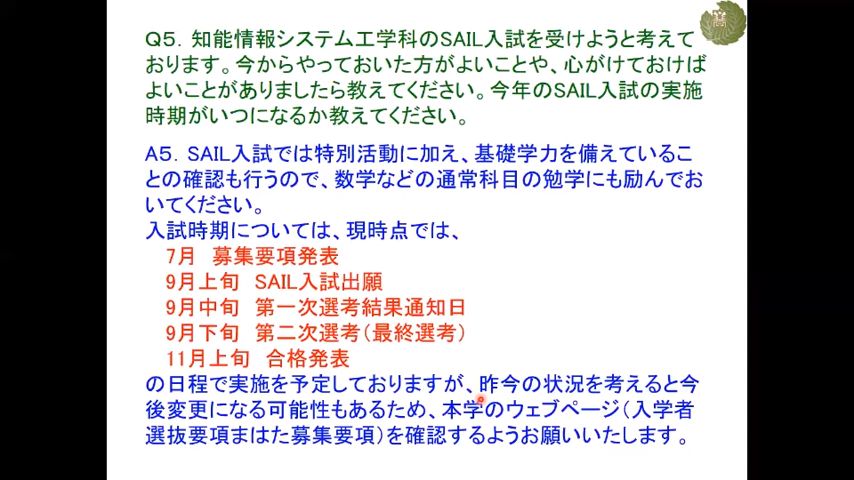 Q5．知能情報システム工学科のSAIL入試を受けようと考えて
おります。今からやっておいた方がよいことや、心がけておけば
よいことがありましたら教えてください。今年のSAIL入試の実施
時期がいつになるか教えてください。
A5．SAIL入試では特別活動に加え、基礎学力を備えているこ
との確認も行うので、数学などの通常科目の勉学にも励んでお
いてください。
入試時期については、現時点では、
7月　募集要項発表
9月上旬　SAIL入試出願
9月中旬　第一次選考結果通知日
9月下旬　第二次選考（最終選考）
11月上旬　合格発表
の日程で実施を予定しておりますが、昨今の状況を考えると今
後変更になる可能性もあるため、本学のウェブページ（入学者
選抜要項まはた募集要項）を確認するようお願いいたします。